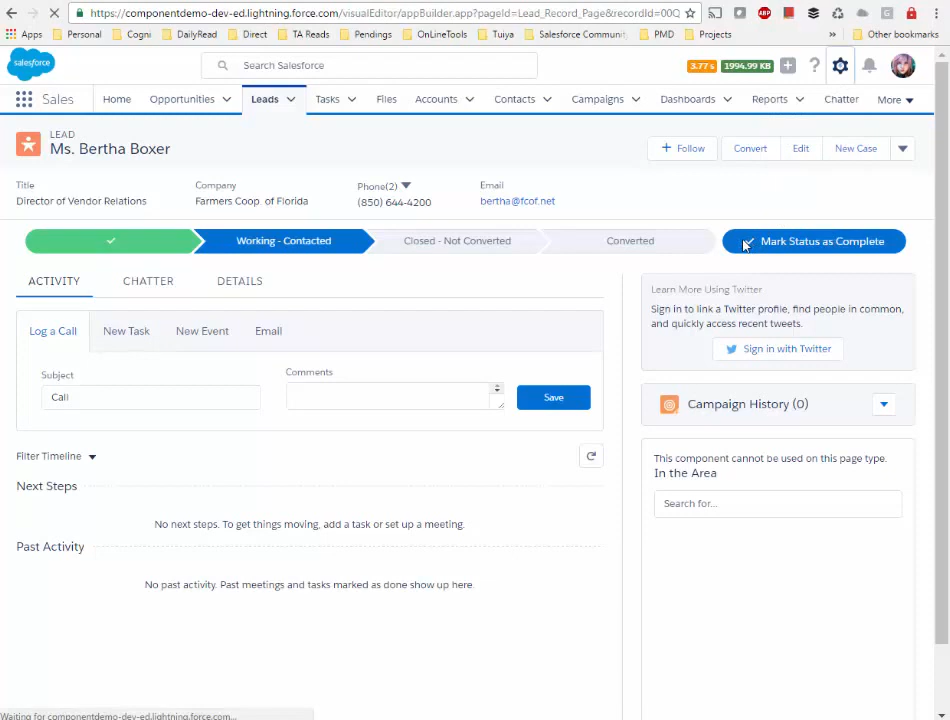 https://componentdemo-dev-ed.lightning.force.com/visualEditor/appBuilder.app?pageId=Lead_Record_Page&recordId=00Q
Apps Personal Cogni DailyRead Direct TA Reads Pendings OnLineTools Tuiya Salesforce Communit PMD Projects » Other bookmarks
salesforce
Search Salesforce
3.77 s 1994.99 KB
Sales Home Opportunities Leads Tasks Files Accounts Contacts Campaigns Dashboards Reports Chatter More
LEAD
Ms. Bertha Boxer
+ Follow Convert Edit New Case
Title Company Phone(2) Email
Director of Vendor Relations Farmers Coop. of Florida (850) 644-4200 bertha@fcof.net
Working - Contacted Closed - Not Converted Converted Mark Status as Complete
ACTIVITY CHATTER DETAILS
Learn More Using Twitter
Sign in to link a Twitter profile, find people in common,
and quickly access recent tweets.
Sign in with Twitter
Log a Call New Task New Event Email
Subject Comments
Call Save
Campaign History (0)
Filter Timeline
Next Steps
No next steps. To get things moving, add a task or set up a meeting.
Past Activity
No past activity. Past meetings and tasks marked as done show up here.
This component cannot be used on this page type.
In the Area
Search for...
Waiting for componentdemo-dev-ed.lightning.force.com...